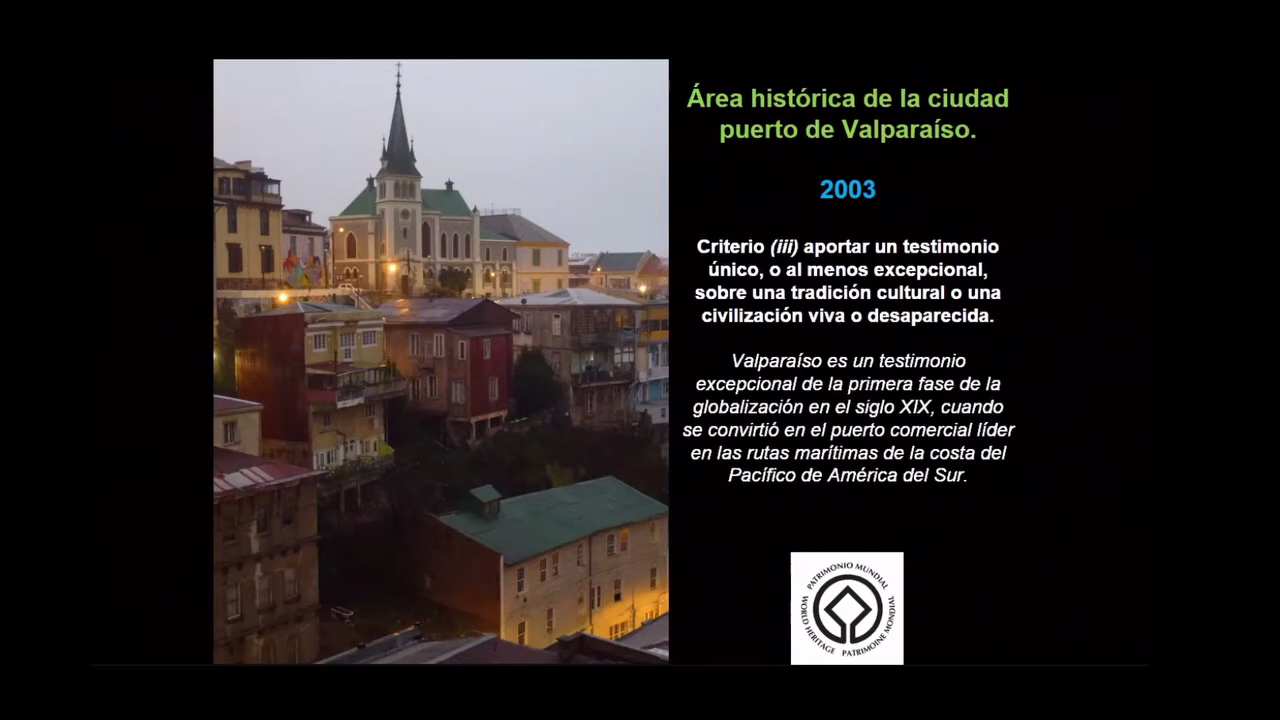 Área histórica de la ciudad
puerto de Valparaíso.
2003
Criterio (iii) aportar un testimonio
único, o al menos excepcional,
sobre una tradición cultural o una
civilización viva o desaparecida.
Valparaíso es un testimonio
excepcional de la primera fase de la
globalización en el siglo XIX, cuando
se convirtió en el puerto comercial líder
en las rutas marítimas de la costa del
Pacífico de América del Sur.
PATRIMONIO MUNDIAL
WORLD HERITAGE
PATRIMOINE MONDIAL